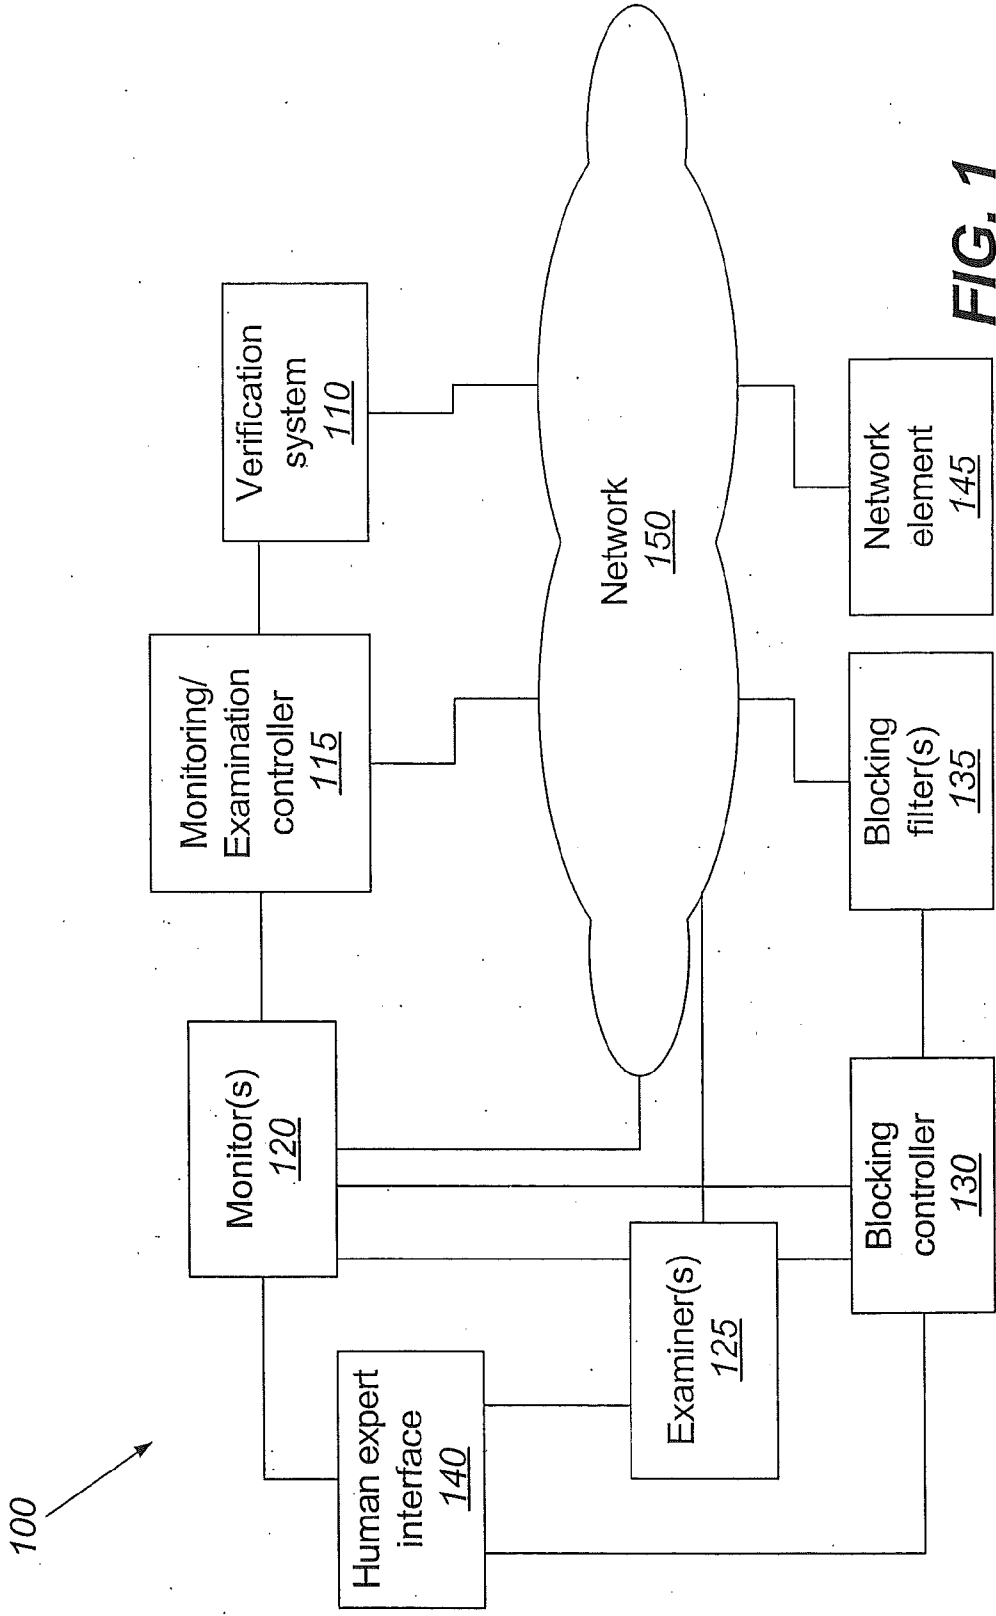 100
Human expert
interface
140
Monitor(s)
120
Monitoring/
Examination
controller
115
Verification
system
110
Examiner(s)
125
Network
150
Blocking
controller
130
Blocking
filter(s)
135
Network
element
145
FIG. 1